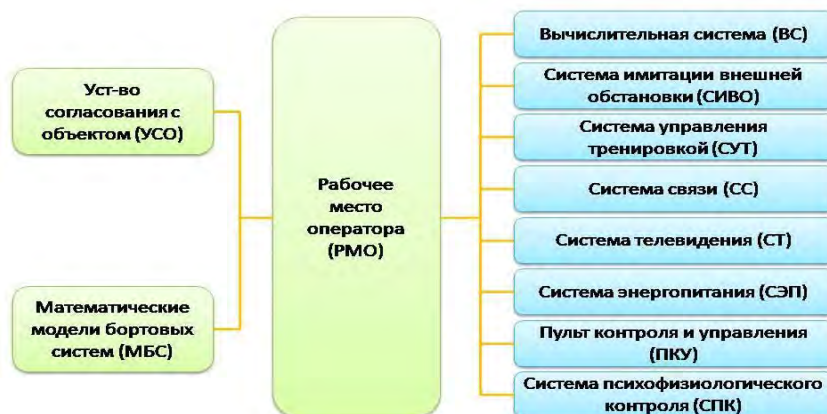 Уст-во
согласования с
объектом (УСО)
Математические
модели бортовых
систем (МБС)
Рабочее
место
оператора
(РМО)
Вычислительная система (ВС)
Система имитации внешней
обстановки (СИВО)
Система управления
тренировкой (СУТ)
Система связи (СС)
Система телевидения (СТ)
Система энергопитания (СЭП)
Пульт контроля и управления
(ПКУ)
Система психофизиологического
контроля (СПК)